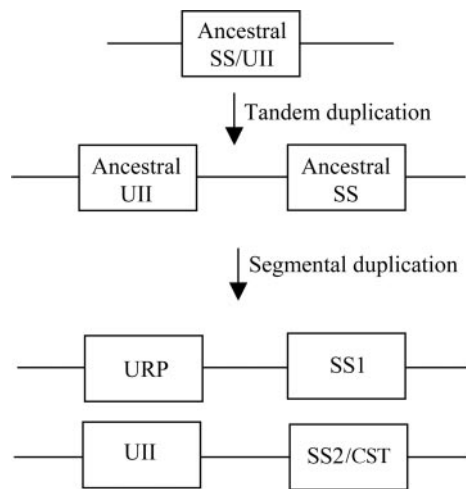 Ancestral
SS/UII
Tandem duplication
Ancestral
UII
Ancestral
SS
Segmental duplication
URP
SS1
UII
SS2/CST